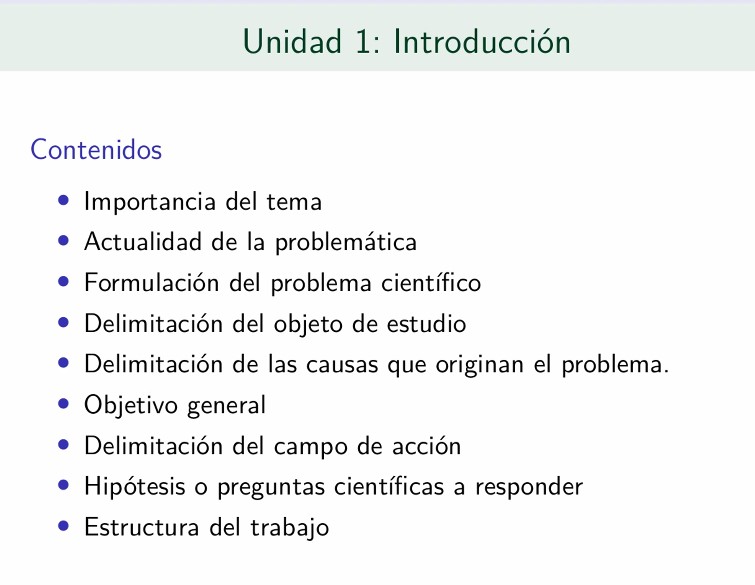 Unidad 1: Introducción
Contenidos
• Importancia del tema
• Actualidad de la problemática
• Formulación del problema científico
• Delimitación del objeto de estudio
• Delimitación de las causas que originan el problema.
• Objetivo general
• Delimitación del campo de acción
• Hipótesis o preguntas científicas a responder
• Estructura del trabajo